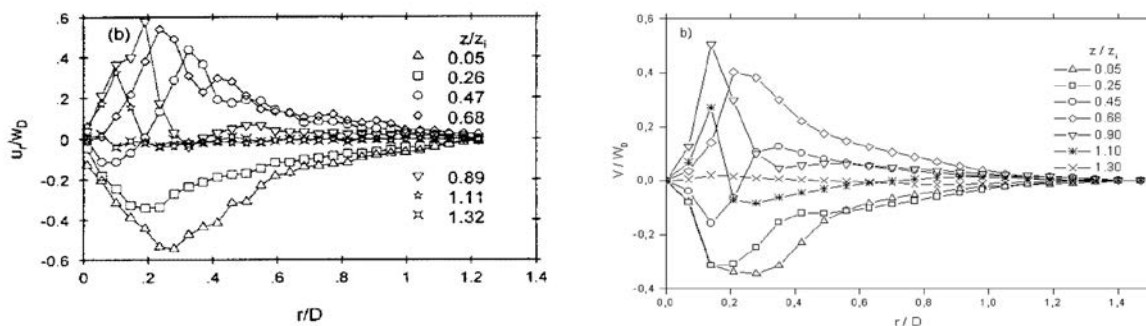 .6
.4
.2
0
-0.2
-0.4
-0.6
u_r/w_D
(b)
z/z_i
0.05
0.26
0.47
0.68
0.89
1.11
1.32
0 .2 .4 .6 .8 1 1.2 1.4
r/D
b)
0,6
0,4
0,2
0,0
-0,2
-0,4
V / W_D
z / z_i
0.05
0.25
0.45
0.68
0.90
1.10
1.30
0,0 0,2 0,4 0,6 0,8 1,0 1,2 1,4
r / D